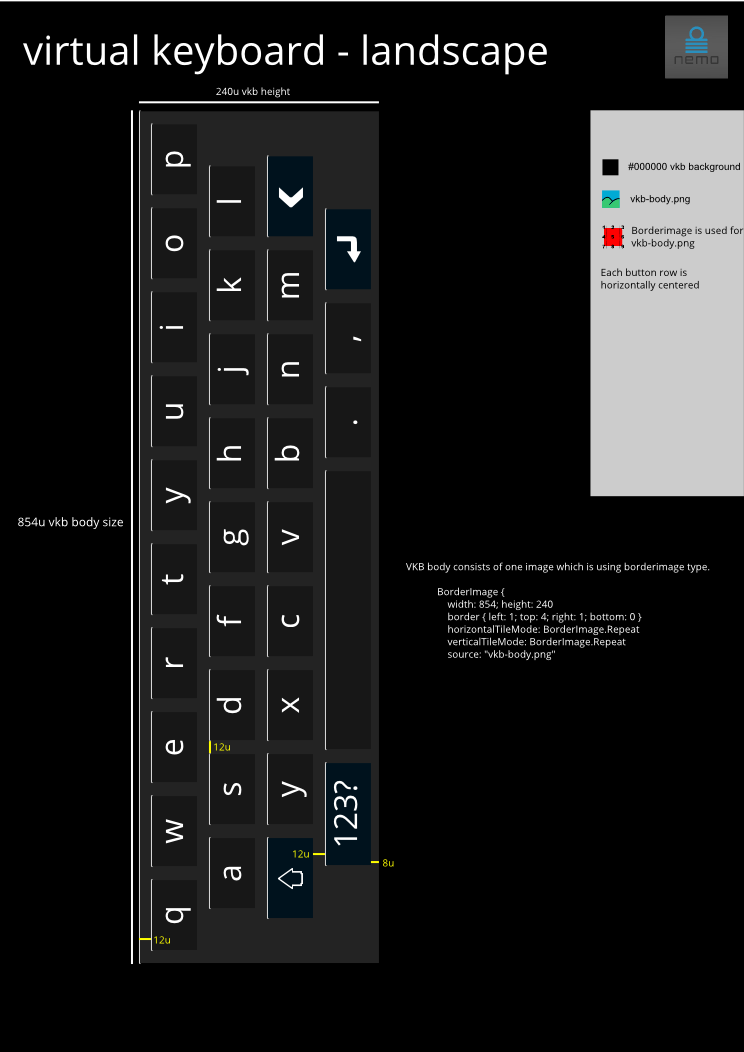 virtual keyboard - landscape
nemo
240u vkb height
854u vkb body size
q w e r t y u i o p
a s d f g h j k l
y x c v b n m
123? . ,
12u
12u
12u
8u
#000000 vkb background
vkb-body.png
Borderimage is used for
vkb-body.png
Each button row is
horizontally centered
VKB body consists of one image which is using borderimage type.
BorderImage {
width: 854; height: 240
border { left: 1; top: 4; right: 1; bottom: 0 }
horizontalTileMode: BorderImage.Repeat
verticalTileMode: BorderImage.Repeat
source: "vkb-body.png"